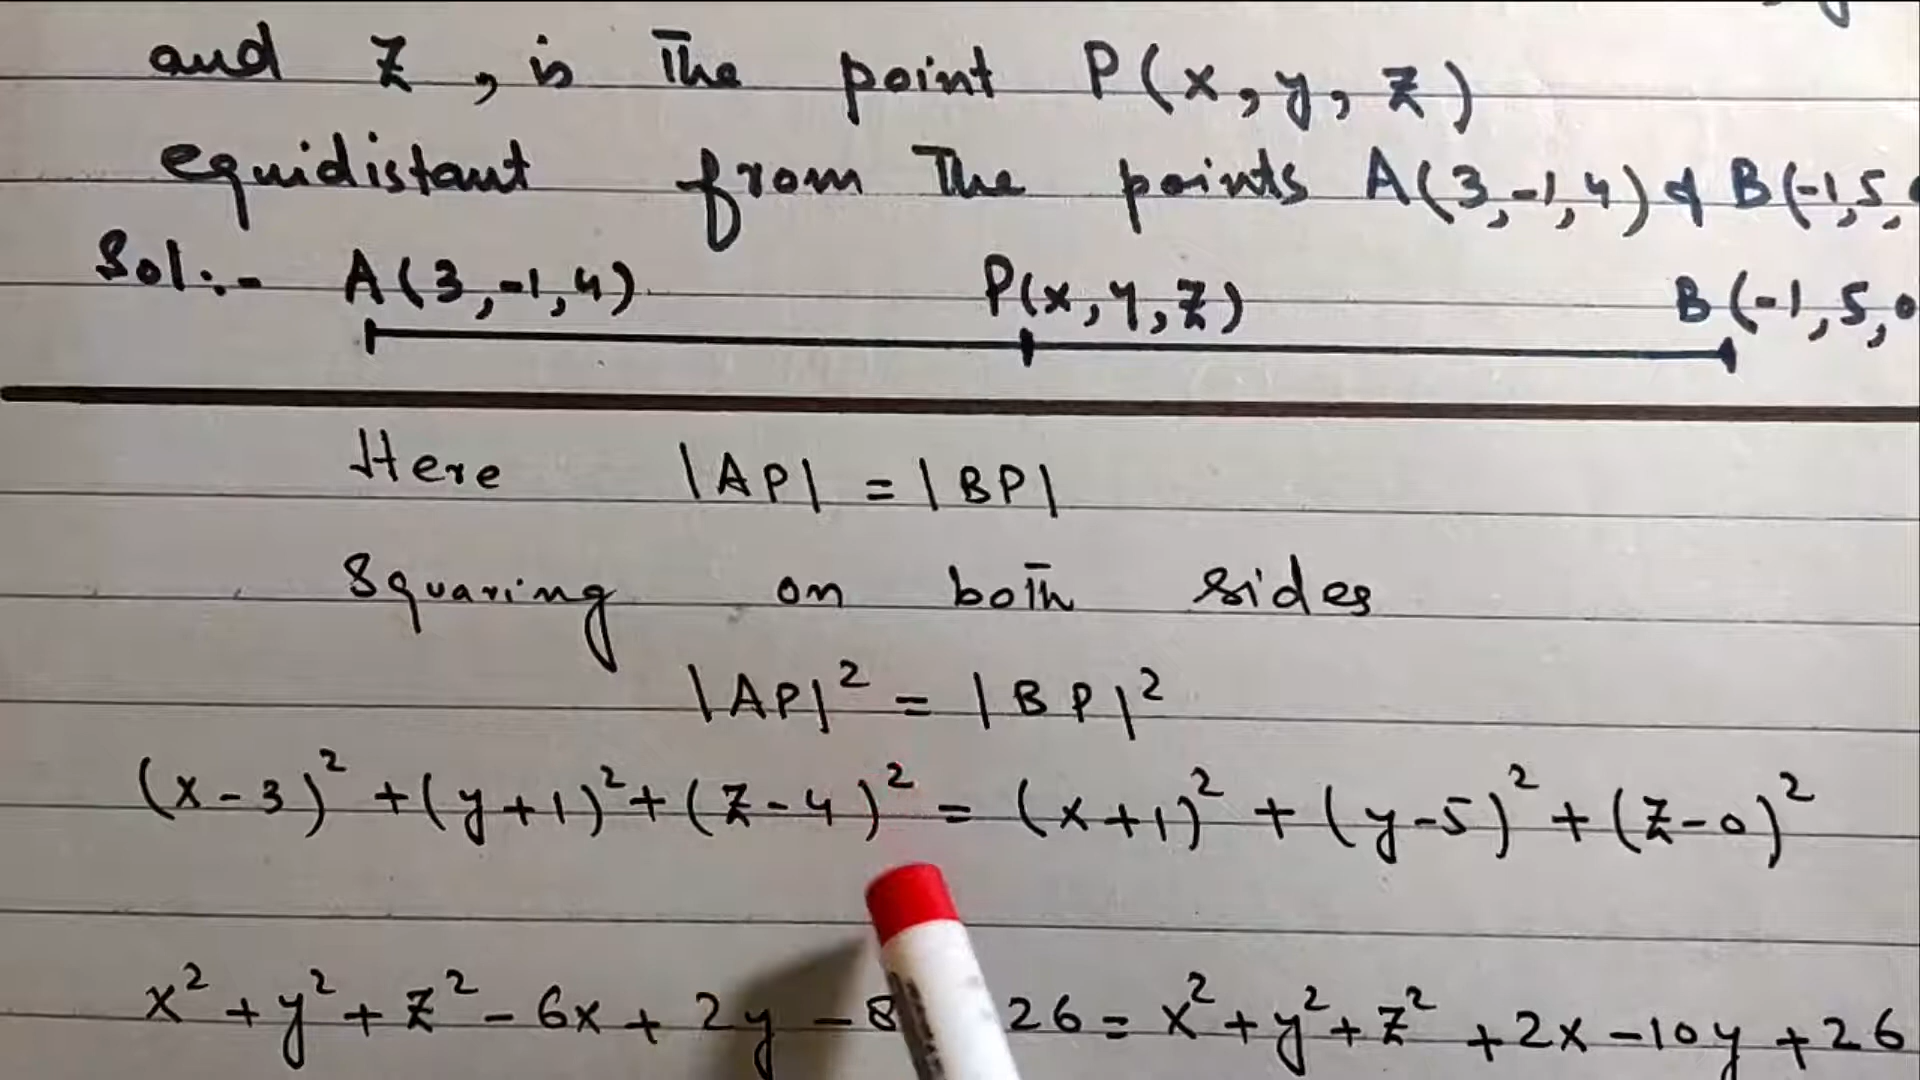 and z, is the point P(x, y, z)
equidistant from the points A(3,-1,4) & B(-1,5,
Sol:- A(3,-1,4) P(x,y,z) B(-1,5,0
Here |AP| = |BP|
Squaring on both sides
|AP|² = |BP|²
(x-3)² + (y+1)² + (z-4)² = (x+1)² + (y-5)² + (z-0)²
x² + y² + z² - 6x + 2y - 8 26 = x² + y² + z² + 2x - 10y + 26